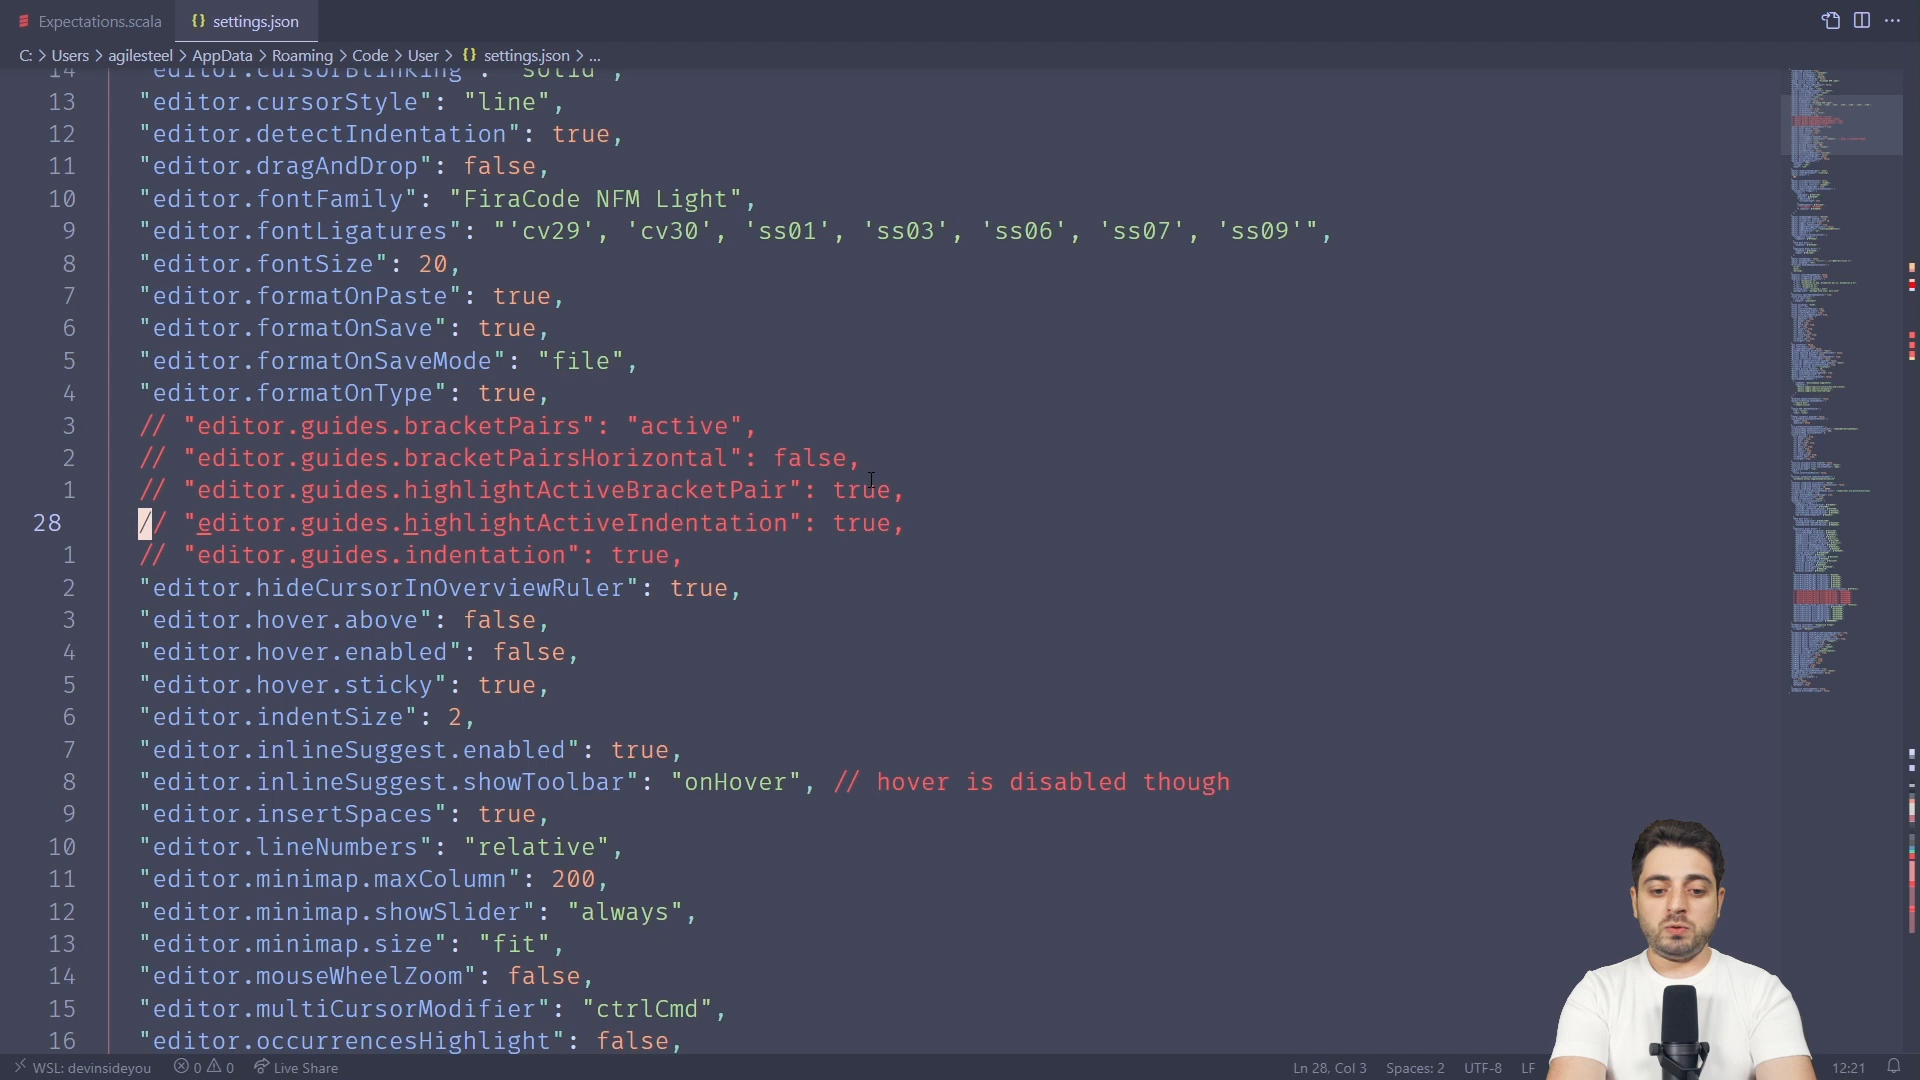 Expectations.scala
{} settings.json
C: > Users > agilesteel > AppData > Roaming > Code > User > {} settings.json > ...
14 "editor.cursorBlinking": "solid",
13 "editor.cursorStyle": "line",
12 "editor.detectIndentation": true,
11 "editor.dragAndDrop": false,
10 "editor.fontFamily": "FiraCode NFM Light",
9 "editor.fontLigatures": "'cv29', 'cv30', 'ss01', 'ss03', 'ss06', 'ss07', 'ss09'",
8 "editor.fontSize": 20,
7 "editor.formatOnPaste": true,
6 "editor.formatOnSave": true,
5 "editor.formatOnSaveMode": "file",
4 "editor.formatOnType": true,
3 // "editor.guides.bracketPairs": "active",
2 // "editor.guides.bracketPairsHorizontal": false,
1 // "editor.guides.highlightActiveBracketPair": true,
28 // "editor.guides.highlightActiveIndentation": true,
1 // "editor.guides.indentation": true,
2 "editor.hideCursorInOverviewRuler": true,
3 "editor.hover.above": false,
4 "editor.hover.enabled": false,
5 "editor.hover.sticky": true,
6 "editor.indentSize": 2,
7 "editor.inlineSuggest.enabled": true,
8 "editor.inlineSuggest.showToolbar": "onHover", // hover is disabled though
9 "editor.insertSpaces": true,
10 "editor.lineNumbers": "relative",
11 "editor.minimap.maxColumn": 200,
12 "editor.minimap.showSlider": "always",
13 "editor.minimap.size": "fit",
14 "editor.mouseWheelZoom": false,
15 "editor.multiCursorModifier": "ctrlCmd",
16 "editor.occurrencesHighlight": false,
WSL: devinsideyou 0 0 Live Share Ln 28, Col 3 Spaces: 2 UTF-8 LF 12:21